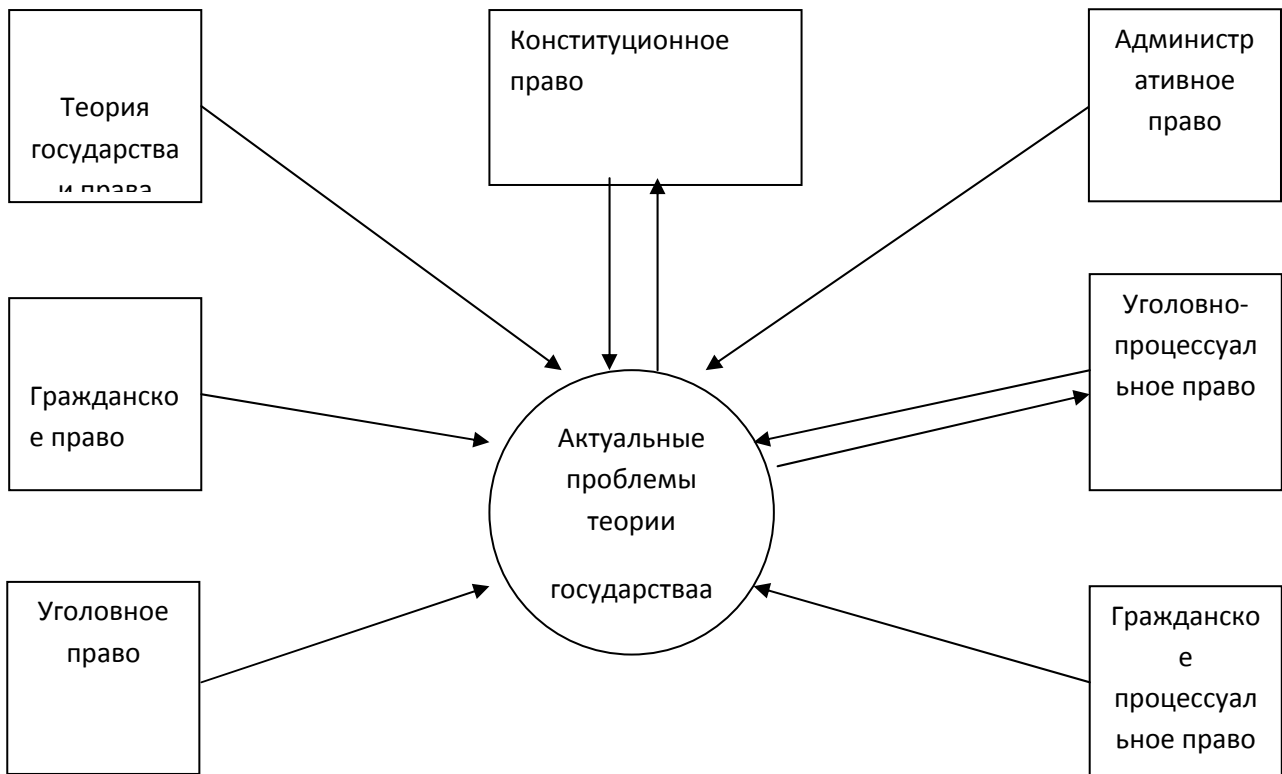 Теория
государства
и права
Конституционное
право
Администр
ативное
право
Гражданско
е право
Уголовно-
процессуал
ьное право
Актуальные
проблемы
теории
государстваа
Уголовное
право
Гражданско
е
процессуал
ьное право